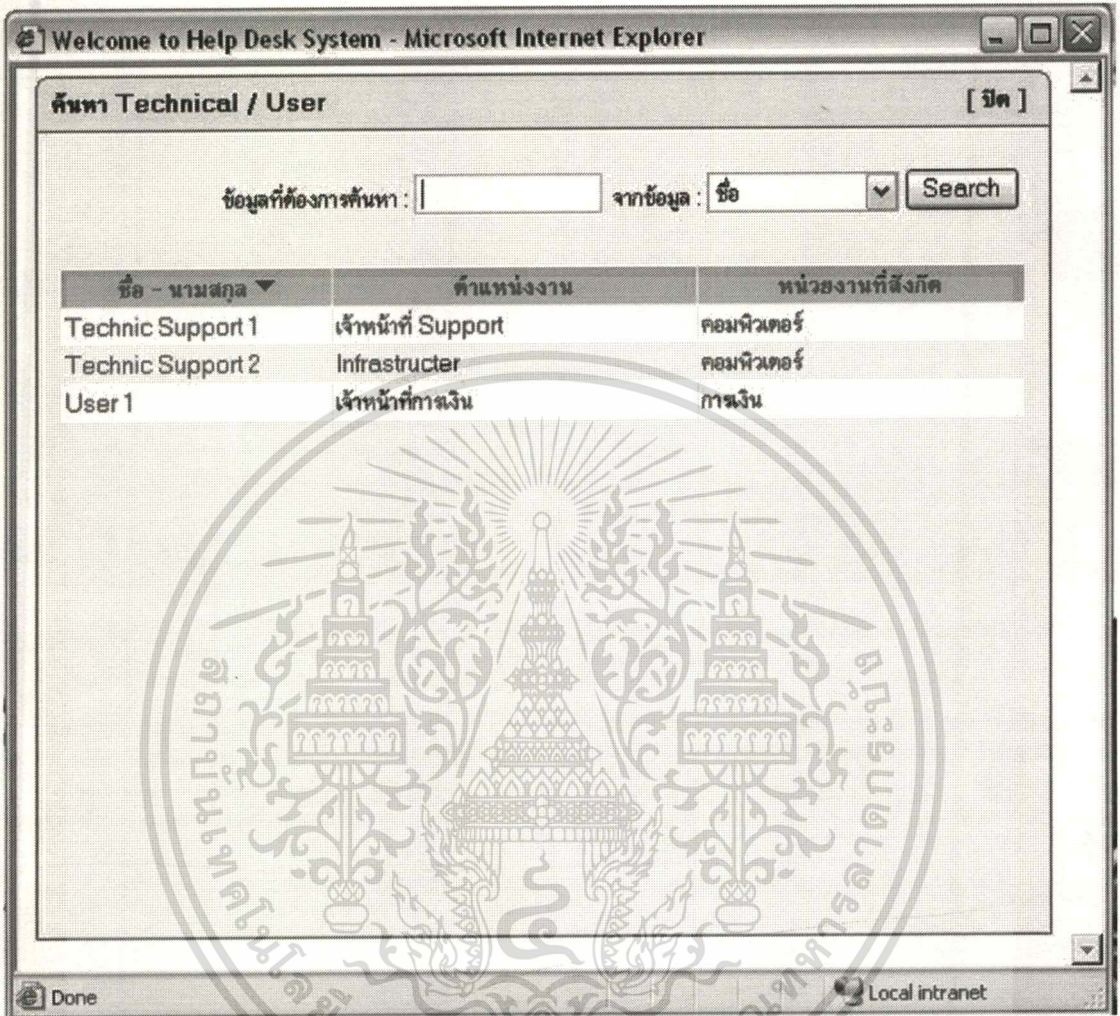 Welcome to Help Desk System - Microsoft Internet Explorer
ค้นหา Technical / User [ ปิด ]
ข้อมูลที่ต้องการค้นหา : จากข้อมูล : ชื่อ Search
ชื่อ - นามสกุล ตำแหน่งงาน หน่วยงานที่สังกัด
Technic Support 1 เจ้าหน้าที่ Support คอมพิวเตอร์
Technic Support 2 Infrastructer คอมพิวเตอร์
User 1 เจ้าหน้าที่การเงิน การเงิน
Done Local intranet